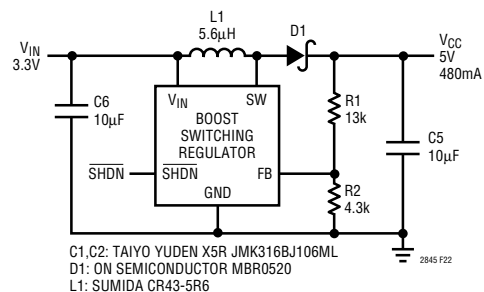 L1
5.6µH
D1
VIN
3.3V
VCC
5V
480mA
C6
10µF
VIN
SW
BOOST
SWITCHING
REGULATOR
R1
13k
C5
10µF
SHDN
SHDN
FB
GND
R2
4.3k
2845 F22
C1,C2: TAIYO YUDEN X5R JMK316BJ106ML
D1: ON SEMICONDUCTOR MBR0520
L1: SUMIDA CR43-5R6